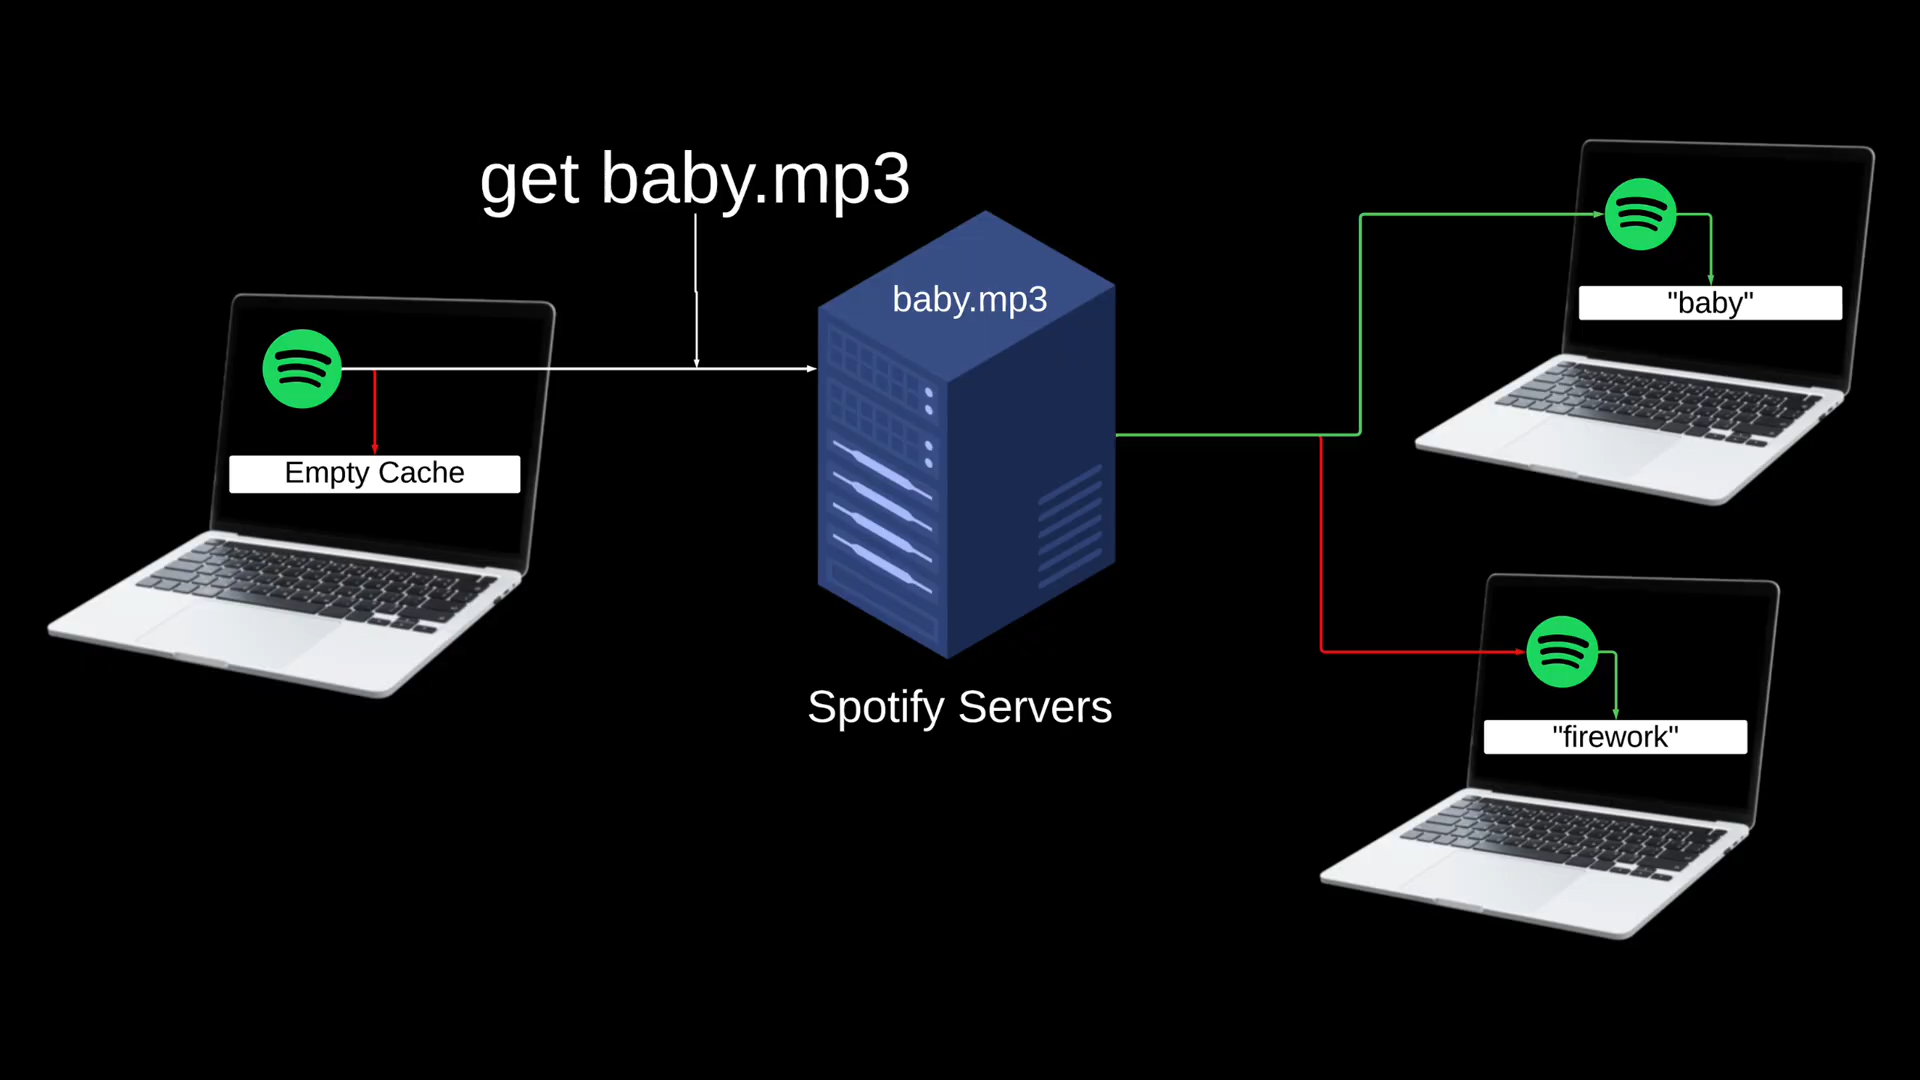 get baby.mp3
baby.mp3
Empty Cache
Spotify Servers
"baby"
"firework"